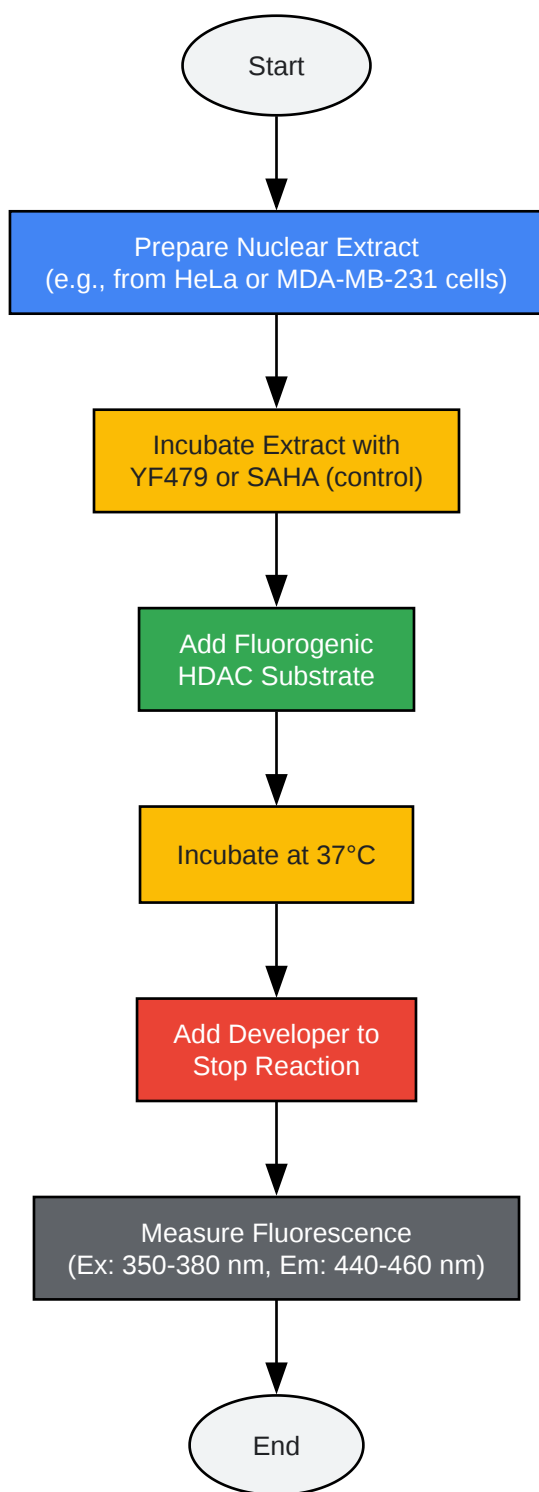 Start
Prepare Nuclear Extract
(e.g., from HeLa or MDA-MB-231 cells)
Incubate Extract with
YF479 or SAHA (control)
Add Fluorogenic
HDAC Substrate
Incubate at 37°C
Add Developer to
Stop Reaction
Measure Fluorescence
(Ex: 350-380 nm, Em: 440-460 nm)
End